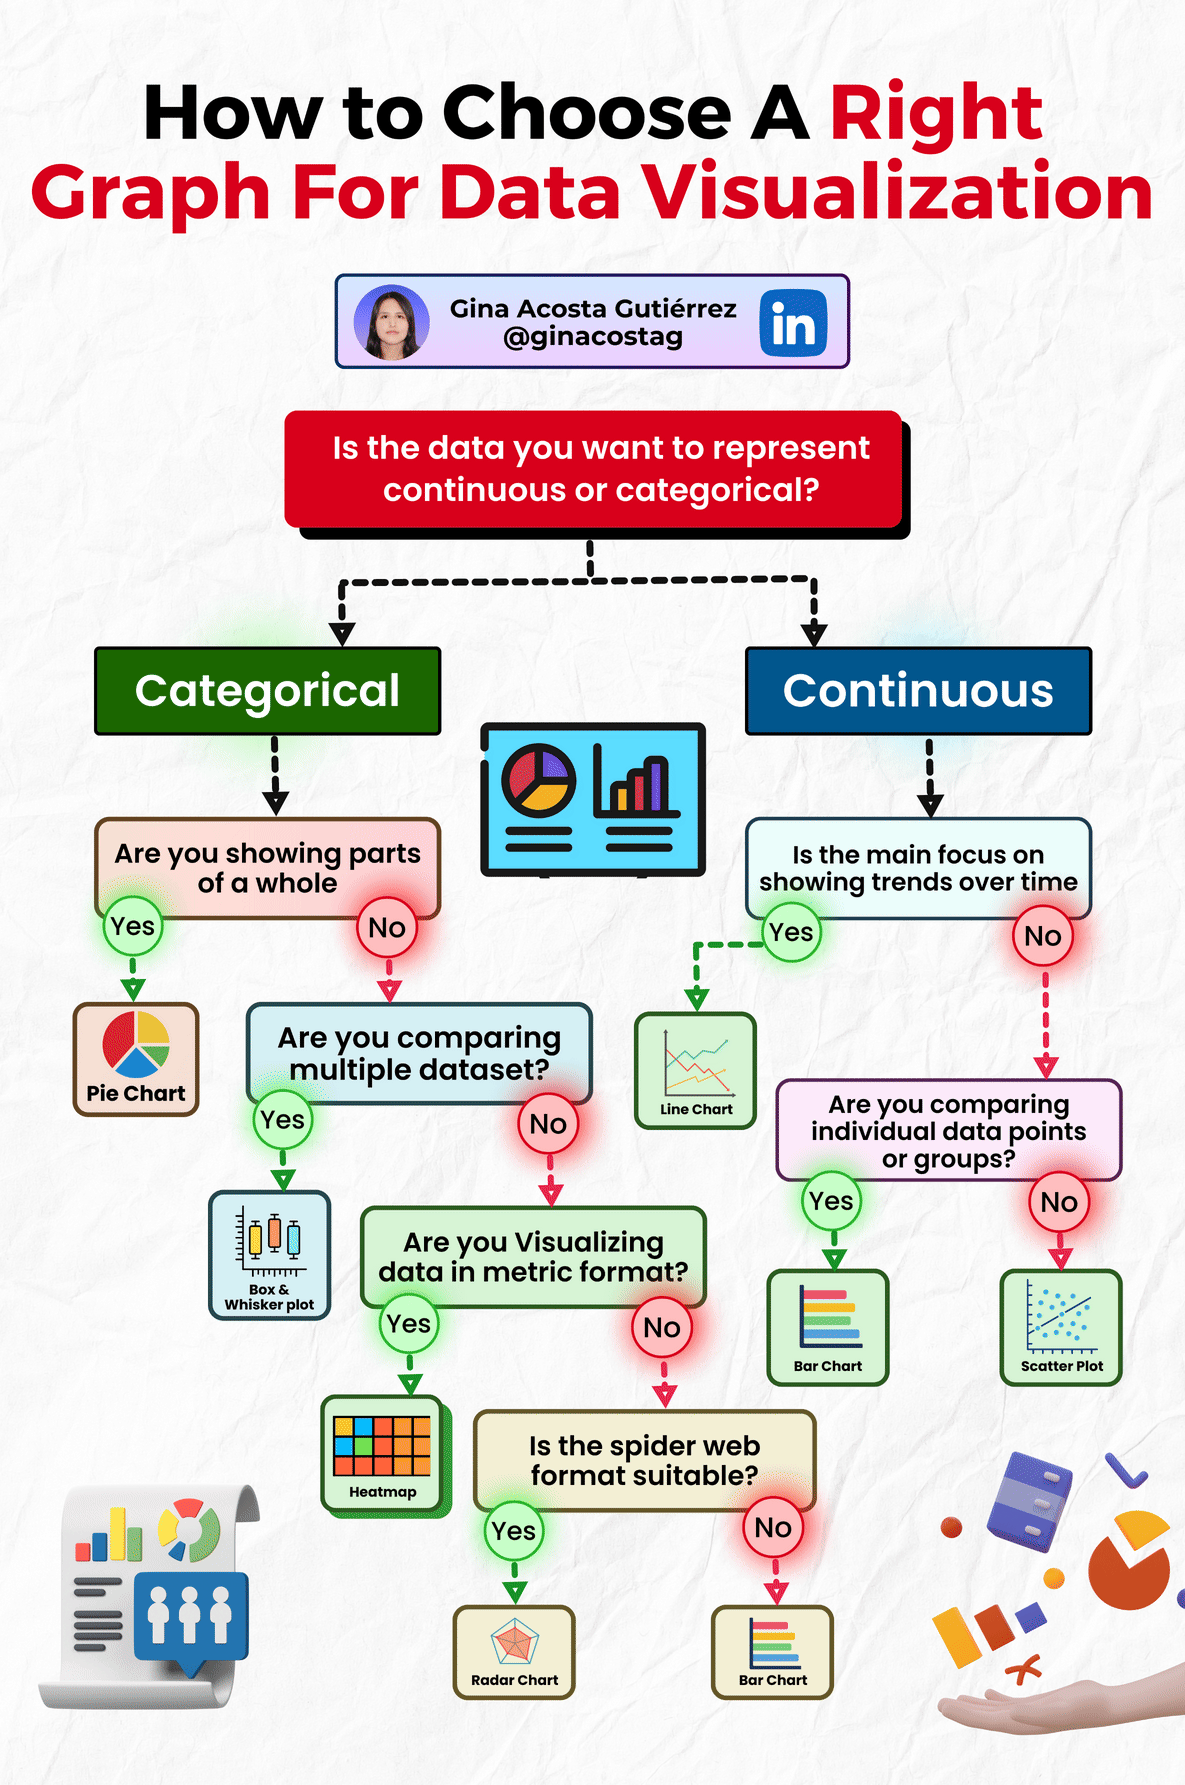 How to Choose A Right
Graph For Data Visualization
Gina Acosta Gutiérrez
@ginacostag
in
Is the data you want to represent
continuous or categorical?
Categorical
Continuous
Are you showing parts
of a whole
Yes
No
Is the main focus on
showing trends over time
Yes
No
Pie Chart
Are you comparing
multiple dataset?
Yes
No
Line Chart
Are you comparing
individual data points
or groups?
Yes
No
Box &
Whisker plot
Are you Visualizing
data in metric format?
Yes
No
Bar Chart
Scatter Plot
Heatmap
Is the spider web
format suitable?
Yes
No
Radar Chart
Bar Chart